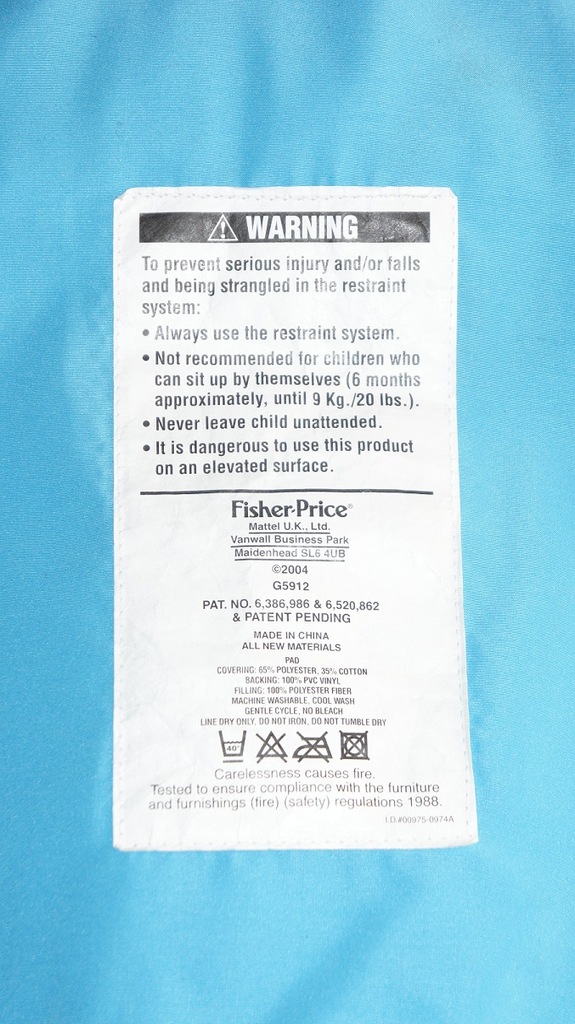 WARNING
To prevent serious injury and/or falls
and being strangled in the restraint
system:
• Always use the restraint system.
• Not recommended for children who
can sit up by themselves (6 months
approximately, until 9 Kg./20 lbs.).
• Never leave child unattended.
• It is dangerous to use this product
on an elevated surface.
Fisher-Price®
Mattel U.K., Ltd.
Vanwall Business Park
Maidenhead SL6 4UB
©2004
G5912
PAT. NO. 6,386,986 & 6,520,862
& PATENT PENDING
MADE IN CHINA
ALL NEW MATERIALS
PAD
COVERING: 65% POLYESTER, 35% COTTON
BACKING: 100% PVC VINYL
FILLING: 100% POLYESTER FIBER
MACHINE WASHABLE, COOL WASH
GENTLE CYCLE, NO BLEACH
LINE DRY ONLY, DO NOT IRON, DO NOT TUMBLE DRY
40°
Carelessness causes fire.
Tested to ensure compliance with the furniture
and furnishings (fire) (safety) regulations 1988.
I.D.#00975-0974A